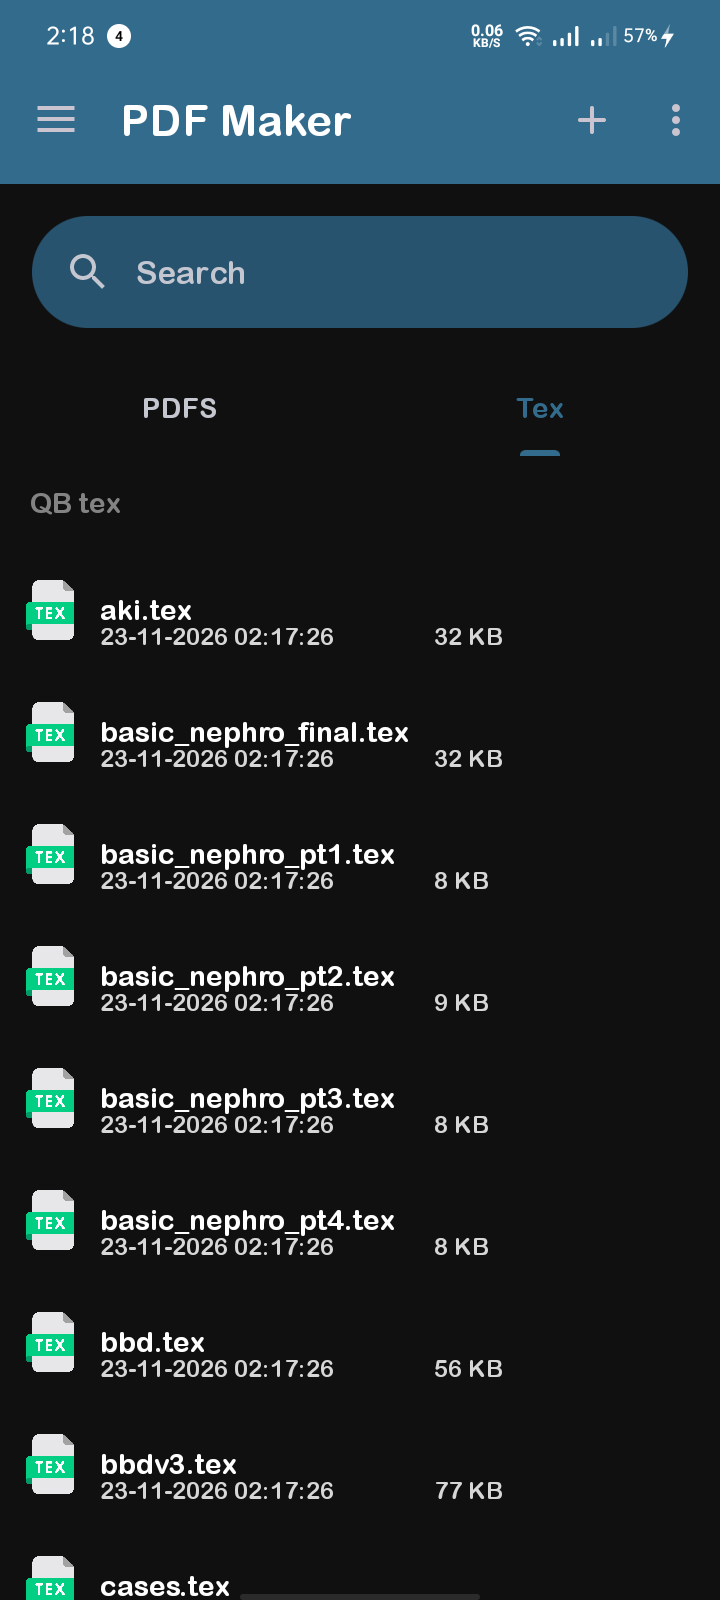 2:18 4 0.06 KB/S 57%
PDF Maker
Search
PDFS Tex
QB tex
TEX aki.tex
23-11-2026 02:17:26 32 KB
TEX basic_nephro_final.tex
23-11-2026 02:17:26 32 KB
TEX basic_nephro_pt1.tex
23-11-2026 02:17:26 8 KB
TEX basic_nephro_pt2.tex
23-11-2026 02:17:26 9 KB
TEX basic_nephro_pt3.tex
23-11-2026 02:17:26 8 KB
TEX basic_nephro_pt4.tex
23-11-2026 02:17:26 8 KB
TEX bbd.tex
23-11-2026 02:17:26 56 KB
TEX bbdv3.tex
23-11-2026 02:17:26 77 KB
TEX cases.tex